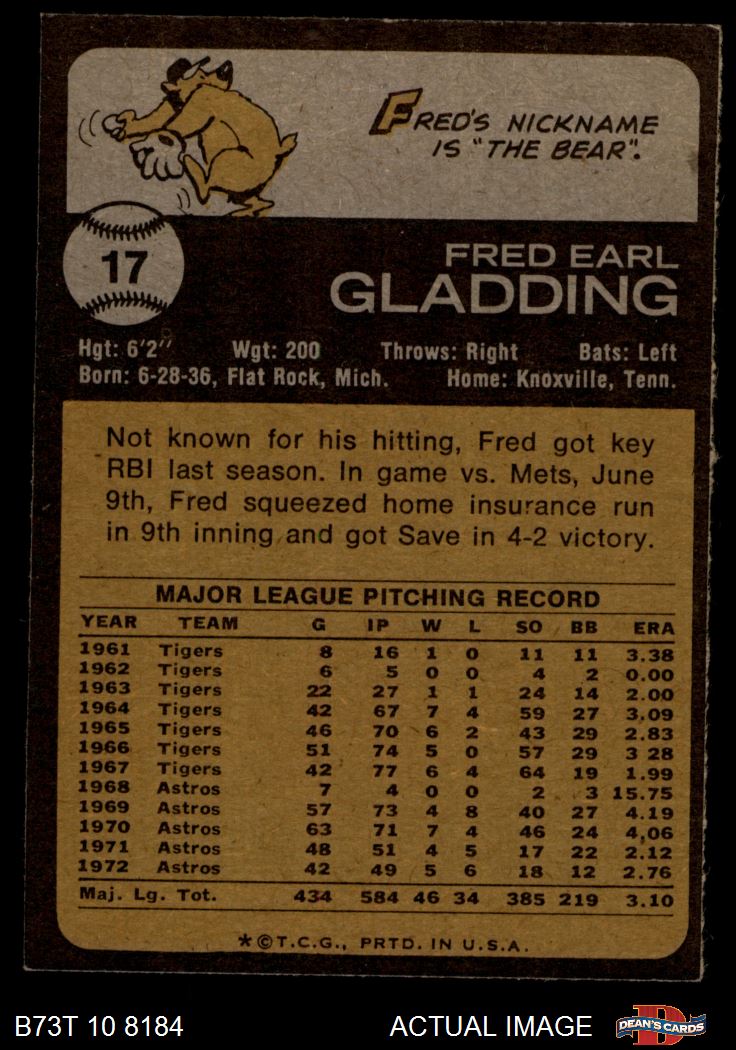 FRED'S NICKNAME
IS "THE BEAR".
17
FRED EARL
GLADDING
Hgt: 6'2" Wgt: 200 Throws: Right Bats: Left
Born: 6-28-36, Flat Rock, Mich. Home: Knoxville, Tenn.
Not known for his hitting, Fred got key
RBI last season. In game vs. Mets, June
9th, Fred squeezed home insurance run
in 9th inning and got Save in 4-2 victory.
MAJOR LEAGUE PITCHING RECORD
YEAR TEAM G IP W L SO BB ERA
1961 Tigers 8 16 1 0 11 11 3.38
1962 Tigers 6 5 0 0 4 2 0.00
1963 Tigers 22 27 1 1 24 14 2.00
1964 Tigers 42 67 7 4 59 27 3.09
1965 Tigers 46 70 6 2 43 29 2.83
1966 Tigers 51 74 5 0 57 29 3 28
1967 Tigers 42 77 6 4 64 19 1.99
1968 Astros 7 4 0 0 2 3 15.75
1969 Astros 57 73 4 8 40 27 4.19
1970 Astros 63 71 7 4 46 24 4,06
1971 Astros 48 51 4 5 17 22 2.12
1972 Astros 42 49 5 6 18 12 2.76
Maj. Lg. Tot. 434 584 46 34 385 219 3.10
*©T.C.G., PRTD. IN U.S.A.
B73T 10 8184 ACTUAL IMAGE DEAN'S CARDS